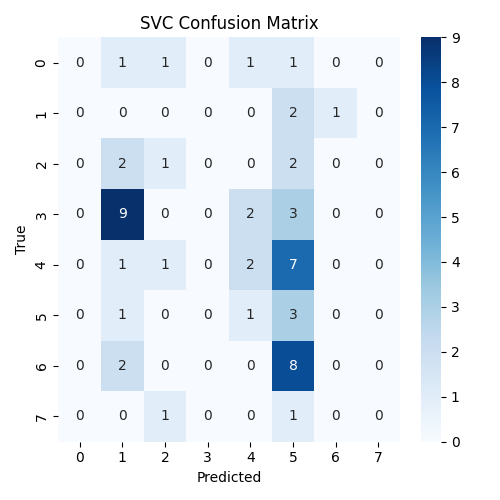 SVC Confusion Matrix
0 0 1 1 0 1 1 0 0
1 0 0 0 0 0 2 1 0
2 0 2 1 0 0 2 0 0
3 0 9 0 0 2 3 0 0
4 0 1 1 0 2 7 0 0
5 0 1 0 0 1 3 0 0
6 0 2 0 0 0 8 0 0
7 0 0 1 0 0 1 0 0
0 1 2 3 4 5 6 7
Predicted
True
9
8
7
6
5
4
3
2
1
0